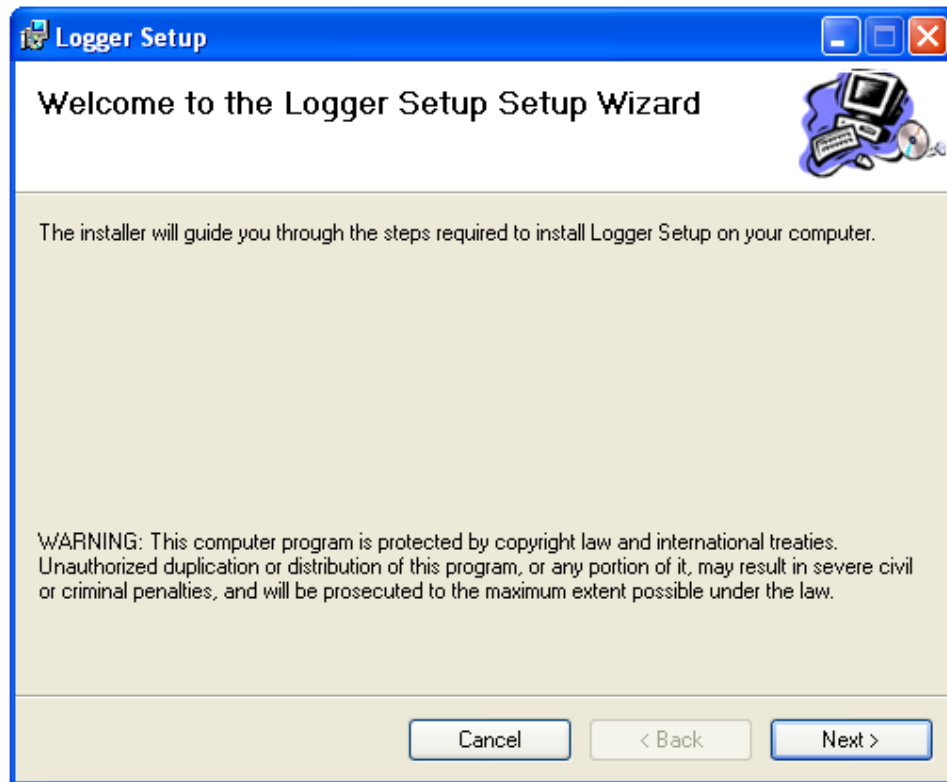 Logger Setup
Welcome to the Logger Setup Setup Wizard
The installer will guide you through the steps required to install Logger Setup on your computer.
WARNING: This computer program is protected by copyright law and international treaties.
Unauthorized duplication or distribution of this program, or any portion of it, may result in severe civil
or criminal penalties, and will be prosecuted to the maximum extent possible under the law.
Cancel
< Back
Next >